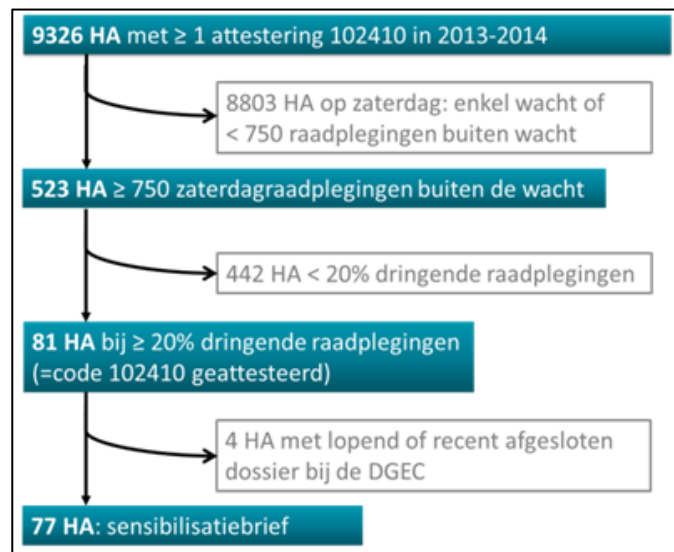 9326 HA met ≥ 1 attestering 102410 in 2013-2014
8803 HA op zaterdag: enkel wacht of
< 750 raadplegingen buiten wacht
523 HA ≥ 750 zaterdagraadplegingen buiten de wacht
442 HA < 20% dringende raadplegingen
81 HA bij ≥ 20% dringende raadplegingen
(=code 102410 geattesteerd)
4 HA met lopend of recent afgesloten
dossier bij de DGEC
77 HA: sensibilisatiebrief